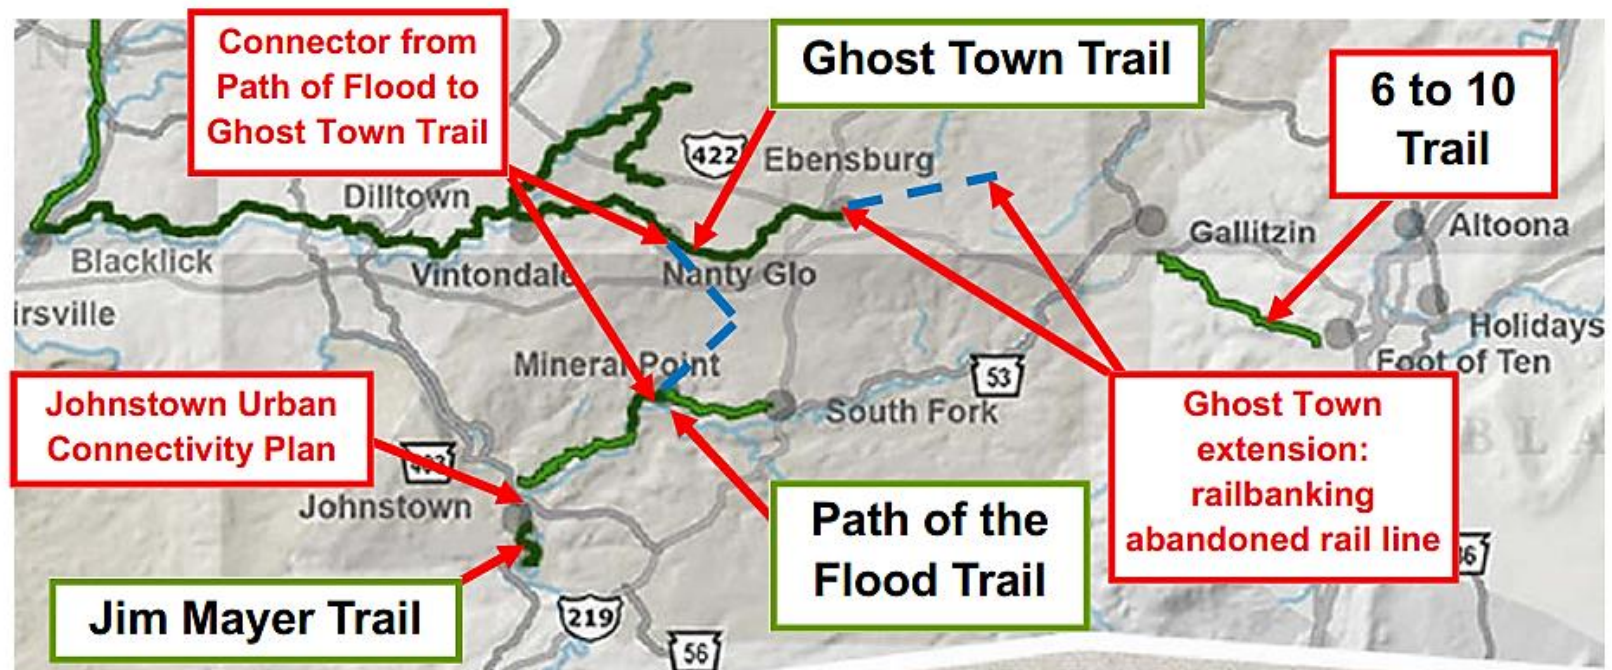 Connector from
Path of Flood to
Ghost Town Trail
Ghost Town Trail
6 to 10
Trail
422
Ebensburg
Dilltown
Gallitzin
Altoona
Blacklick
Vintondale
Nanty Glo
irsville
Holidays
Mineral Point
Foot of Ten
53
South Fork
Johnstown Urban
Connectivity Plan
Ghost Town
extension:
railbanking
abandoned rail line
Johnstown
Path of the
Flood Trail
Jim Mayer Trail
219
56